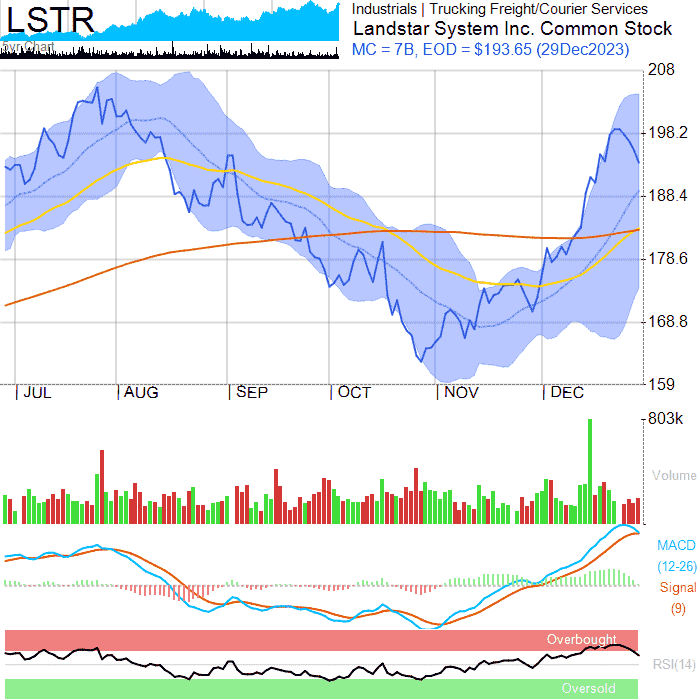 LSTR
5yr Chart
Industrials | Trucking Freight/Courier Services
Landstar System Inc. Common Stock
MC = 7B, EOD = $193.65 (29Dec2023)
208
198.2
188.4
178.6
168.8
159
| JUL | AUG | SEP | OCT | NOV | DEC
803k
Volume
MACD
(12-26)
Signal
(9)
Overbought
RSI(14)
Oversold